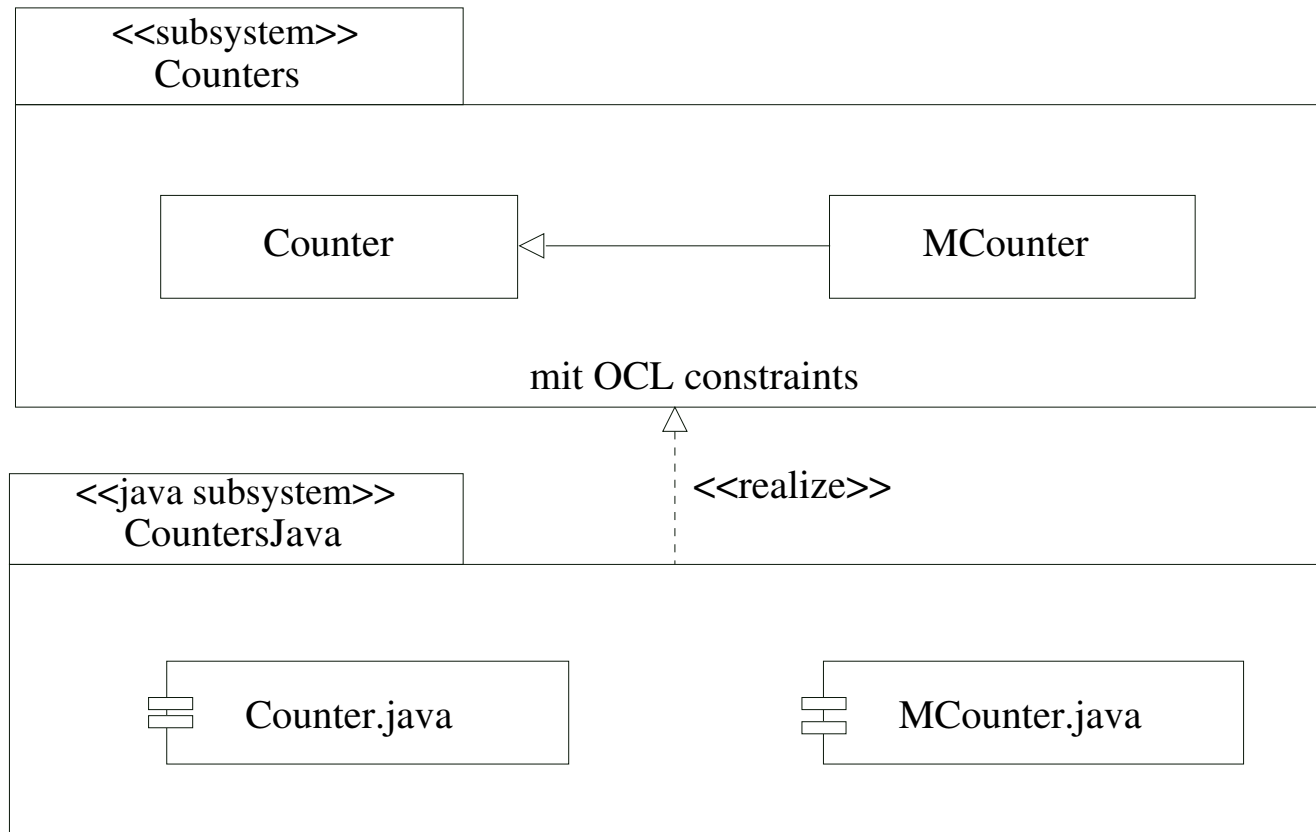 <<subsystem>>
Counters
Counter
MCounter
mit OCL constraints
<<realize>>
<<java subsystem>>
CountersJava
Counter.java
MCounter.java